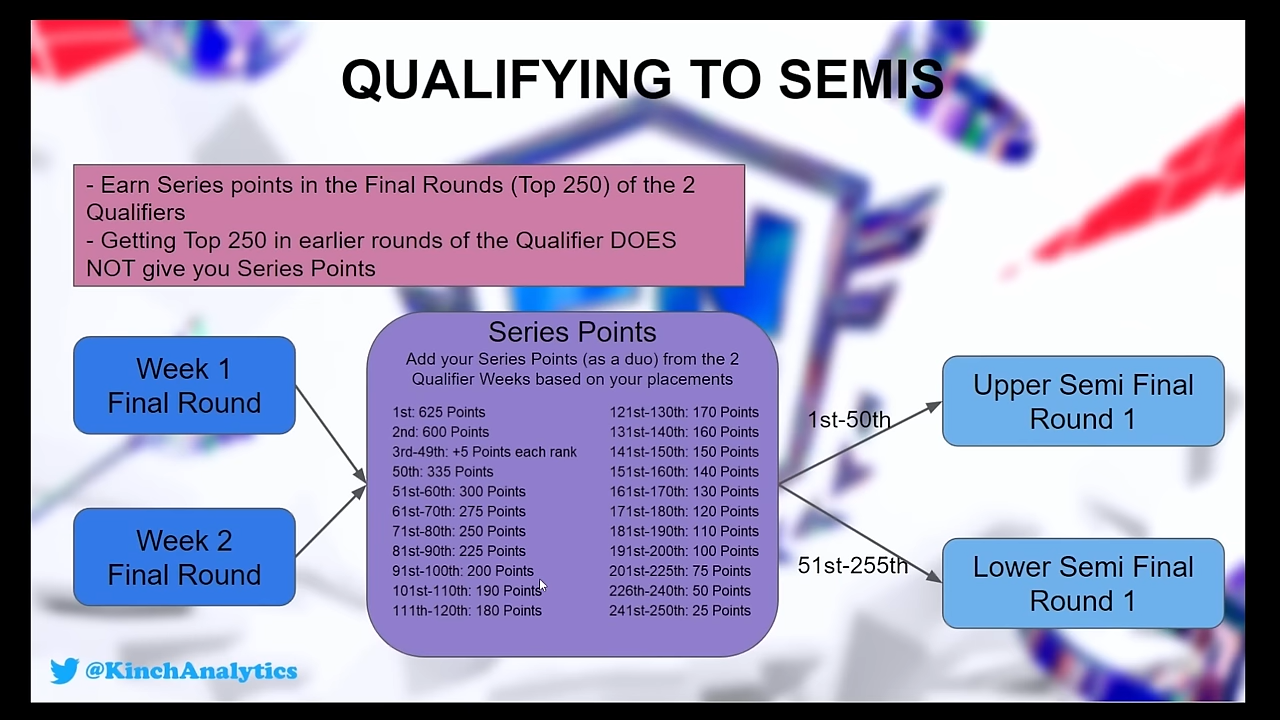 QUALIFYING TO SEMIS
- Earn Series points in the Final Rounds (Top 250) of the 2
Qualifiers
- Getting Top 250 in earlier rounds of the Qualifier DOES
NOT give you Series Points
Week 1
Final Round
Week 2
Final Round
Series Points
Add your Series Points (as a duo) from the 2
Qualifier Weeks based on your placements
1st: 625 Points
2nd: 600 Points
3rd-49th: +5 Points each rank
50th: 335 Points
51st-60th: 300 Points
61st-70th: 275 Points
71st-80th: 250 Points
81st-90th: 225 Points
91st-100th: 200 Points
101st-110th: 190 Points
111th-120th: 180 Points
121st-130th: 170 Points
131st-140th: 160 Points
141st-150th: 150 Points
151st-160th: 140 Points
161st-170th: 130 Points
171st-180th: 120 Points
181st-190th: 110 Points
191st-200th: 100 Points
201st-225th: 75 Points
226th-240th: 50 Points
241st-250th: 25 Points
1st-50th
51st-255th
Upper Semi Final
Round 1
Lower Semi Final
Round 1
@KinchAnalytics